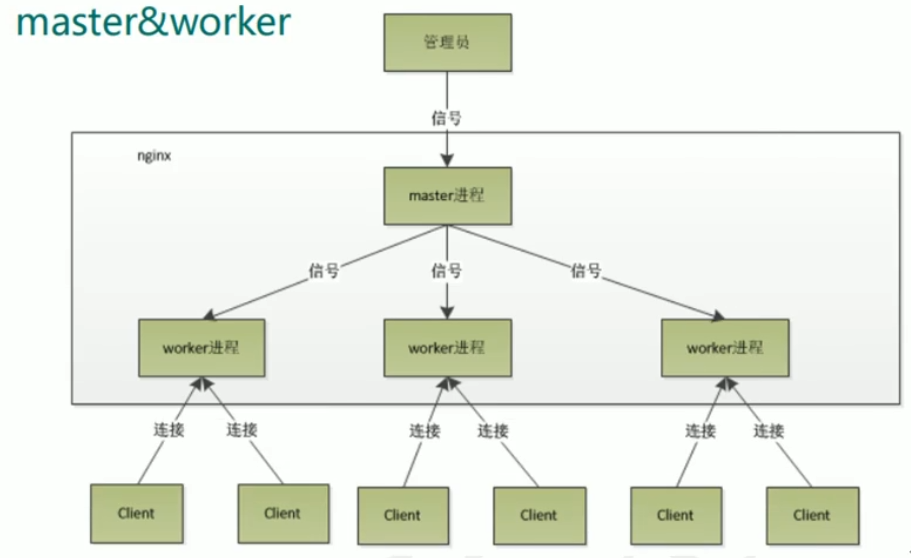 master&worker
管理员
信号
nginx
master进程
信号 信号 信号
worker进程 worker进程 worker进程
连接 连接 连接 连接 连接 连接
Client Client Client Client Client Client